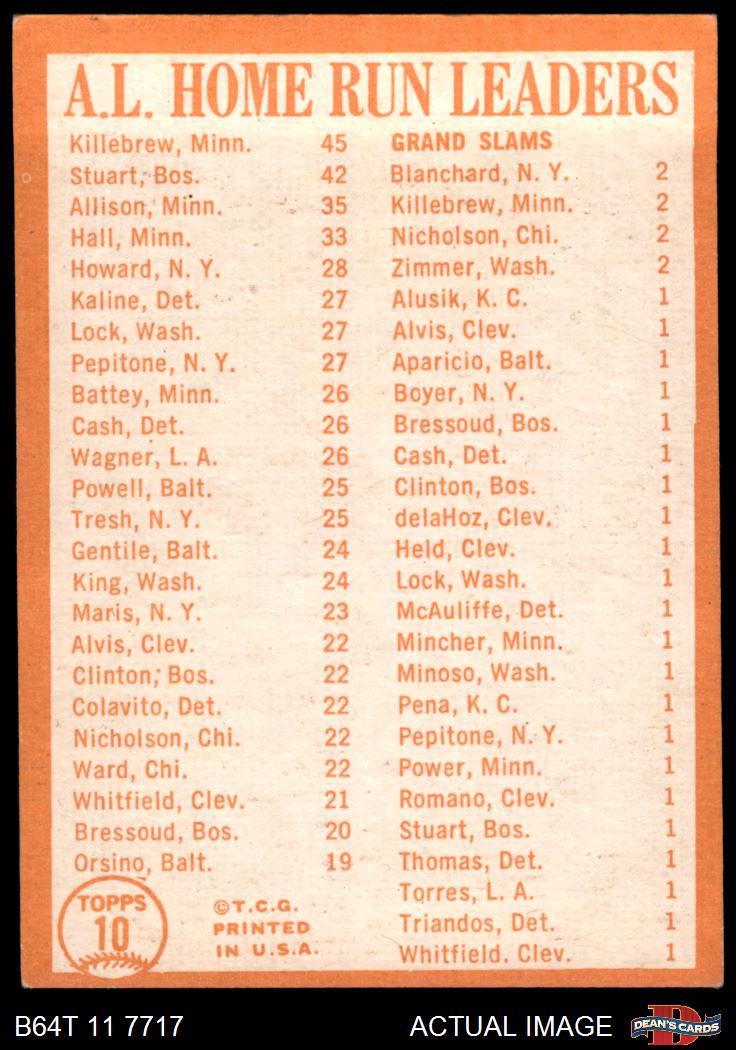 A.L. HOME RUN LEADERS
Killebrew, Minn. 45
Stuart, Bos. 42
Allison, Minn. 35
Hall, Minn. 33
Howard, N. Y. 28
Kaline, Det. 27
Lock, Wash. 27
Pepitone, N. Y. 27
Battey, Minn. 26
Cash, Det. 26
Wagner, L. A. 26
Powell, Balt. 25
Tresh, N. Y. 25
Gentile, Balt. 24
King, Wash. 24
Maris, N. Y. 23
Alvis, Clev. 22
Clinton, Bos. 22
Colavito, Det. 22
Nicholson, Chi. 22
Ward, Chi. 22
Whitfield, Clev. 21
Bressoud, Bos. 20
Orsino, Balt. 19
GRAND SLAMS
Blanchard, N. Y. 2
Killebrew, Minn. 2
Nicholson, Chi. 2
Zimmer, Wash. 2
Alusik, K. C. 1
Alvis, Clev. 1
Aparicio, Balt. 1
Boyer, N. Y. 1
Bressoud, Bos. 1
Cash, Det. 1
Clinton, Bos. 1
delaHoz, Clev. 1
Held, Clev. 1
Lock, Wash. 1
McAuliffe, Det. 1
Mincher, Minn. 1
Minoso, Wash. 1
Pena, K. C. 1
Pepitone, N. Y. 1
Power, Minn. 1
Romano, Clev. 1
Stuart, Bos. 1
Thomas, Det. 1
Torres, L. A. 1
Triandos, Det. 1
Whitfield. Clev. 1
TOPPS
10
©T.C.G.
PRINTED
IN U.S.A.
B64T 11 7717
ACTUAL IMAGE
DEAN'S CARDS